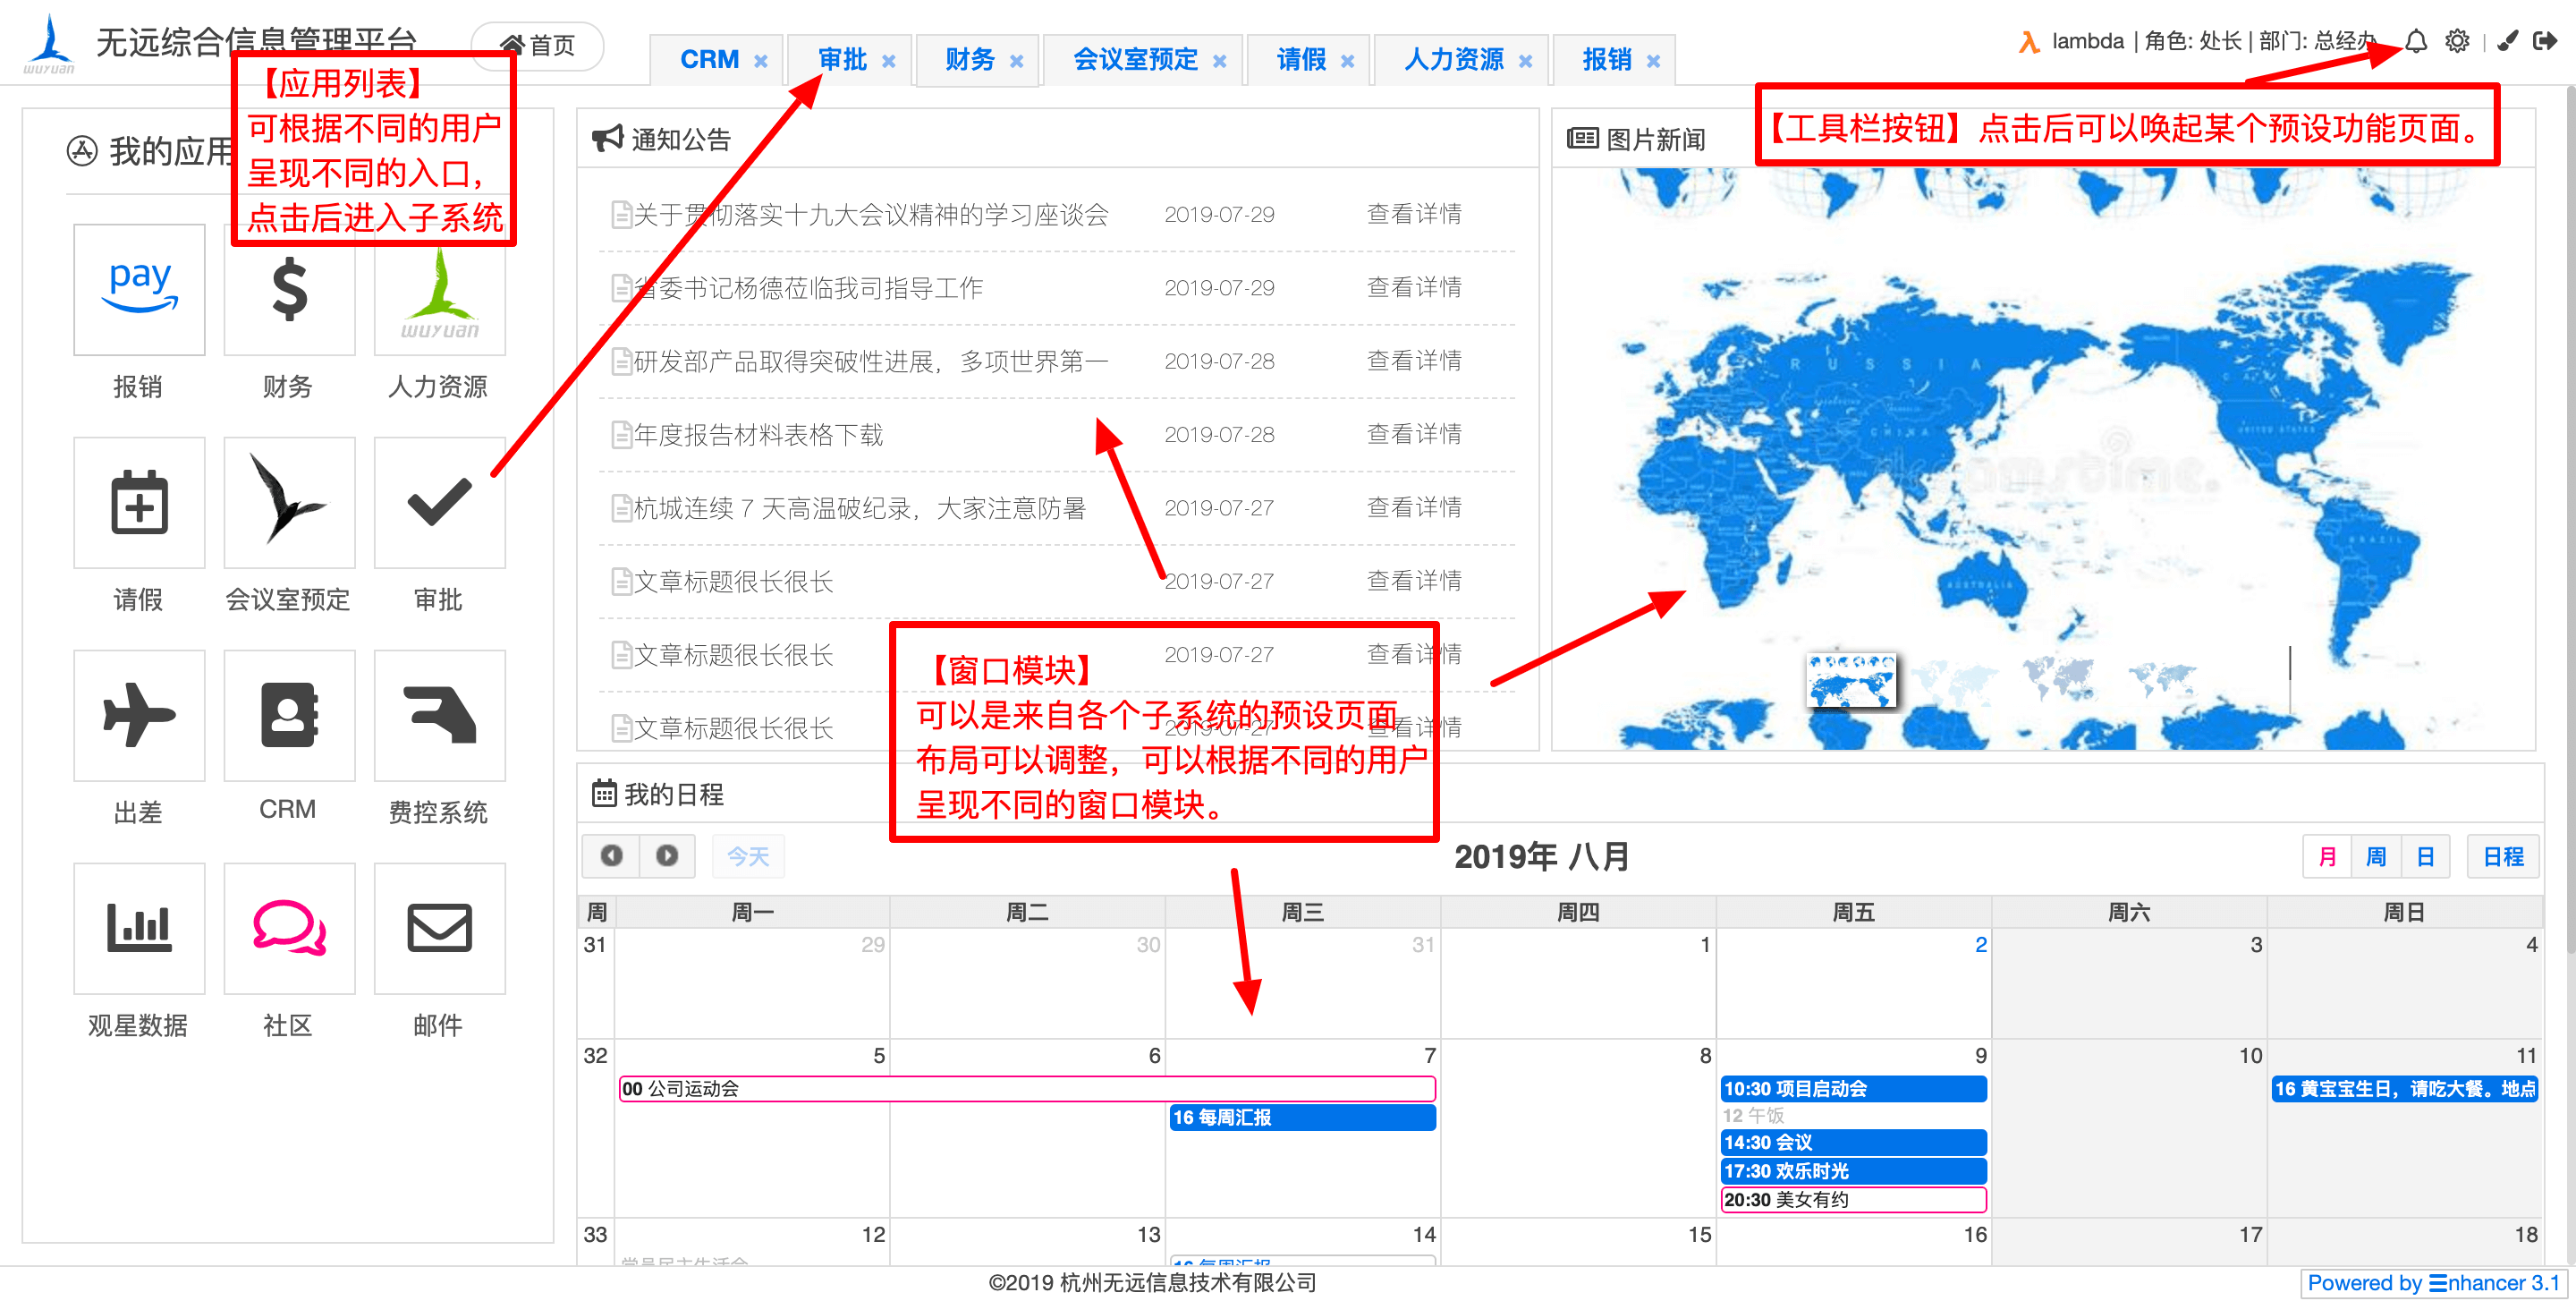 无远综合信息管理平台
wuyuan
首页
CRM
审批
财务
会议室预定
请假
人力资源
报销
lambda | 角色: 处长 | 部门: 总经办
【应用列表】
可根据不同的用户
呈现不同的入口，
点击后进入子系统
【工具栏按钮】点击后可以唤起某个预设功能页面。
我的应用
pay
报销
财务
wuyuan
人力资源
请假
会议室预定
审批
出差
CRM
费控系统
观星数据
社区
邮件
通知公告
关于贯彻落实十九大会议精神的学习座谈会 2019-07-29 查看详情
省委书记杨德莅临我司指导工作 2019-07-29 查看详情
研发部产品取得突破性进展，多项世界第一 2019-07-28 查看详情
年度报告材料表格下载 2019-07-28 查看详情
杭城连续 7 天高温破纪录，大家注意防暑 2019-07-27 查看详情
文章标题很长很长 2019-07-27 查看详情
文章标题很长很长 2019-07-27 查看详情
文章标题很长很长 2019-07-27 查看详情
【窗口模块】
可以是来自各个子系统的预设页面
布局可以调整，可以根据不同的用户
呈现不同的窗口模块。
图片新闻
RUSSIA
CHINA
UNITED STATES
BRAZIL
AUSTRALIA
我的日程
今天
2019年 八月
月 周 日 日程
周 周一 周二 周三 周四 周五 周六 周日
31 29 30 31 1 2 3 4
32 5 6 7 8 9 10 11
00 公司运动会
16 每周汇报
10:30 项目启动会
12 午饭
14:30 会议
17:30 欢乐时光
20:30 美女有约
16 黄宝宝生日，请吃大餐。地点
33 12 13 14 15 16 17 18
党员民主生活会
16 每周汇报
©2019 杭州无远信息技术有限公司
Powered by Enhancer 3.1